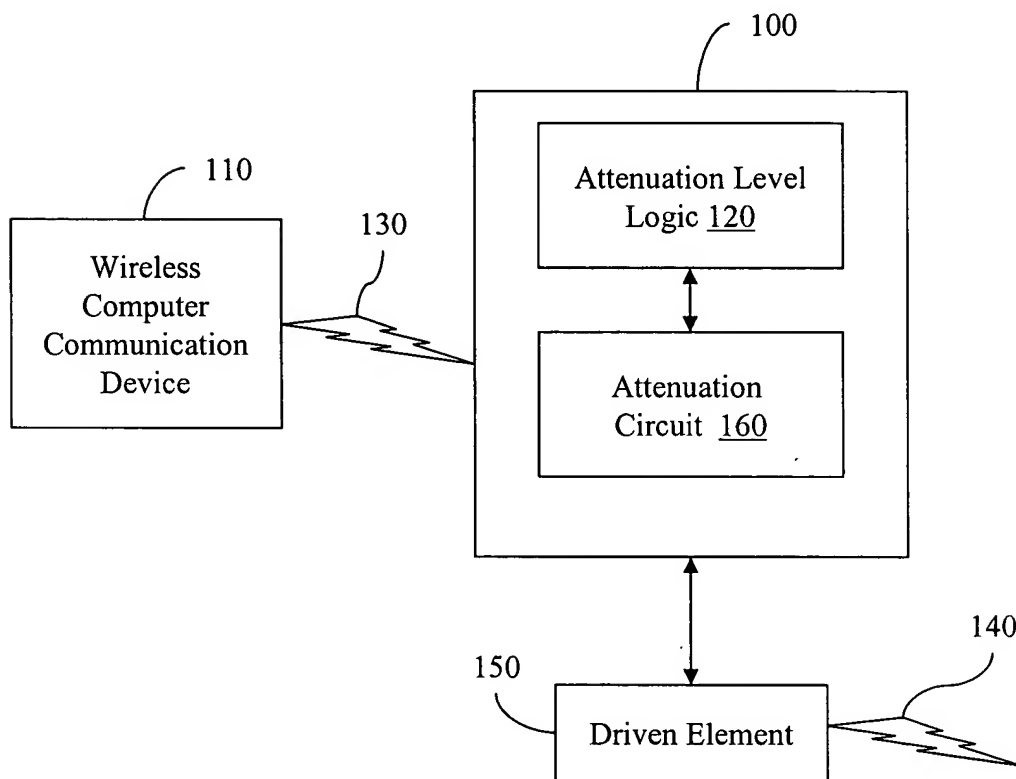 100
110
130
Attenuation Level
Logic 120
Wireless
Computer
Communication
Device
Attenuation
Circuit 160
140
150
Driven Element